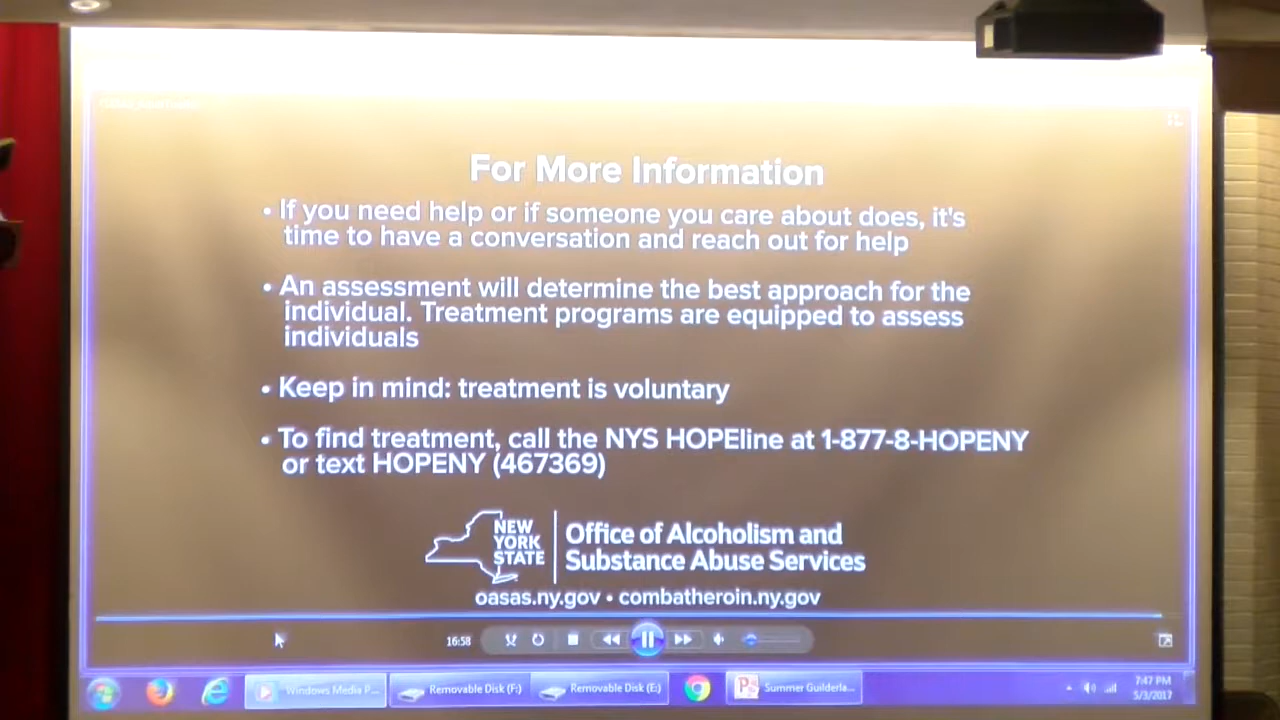 For More Information
• If you need help or if someone you care about does, it's
time to have a conversation and reach out for help
• An assessment will determine the best approach for the
individual. Treatment programs are equipped to assess
individuals
• Keep in mind: treatment is voluntary
• To find treatment, call the NYS HOPEline at 1-877-8-HOPENY
or text HOPENY (467369)
NEW
YORK
STATE
Office of Alcoholism and
Substance Abuse Services
oasas.ny.gov • combatheroin.ny.gov
16:58
Windows Media P...
Removable Disk (F:)
Removable Disk (E:)
Summer Guilderla...
7:47 PM
5/3/2017